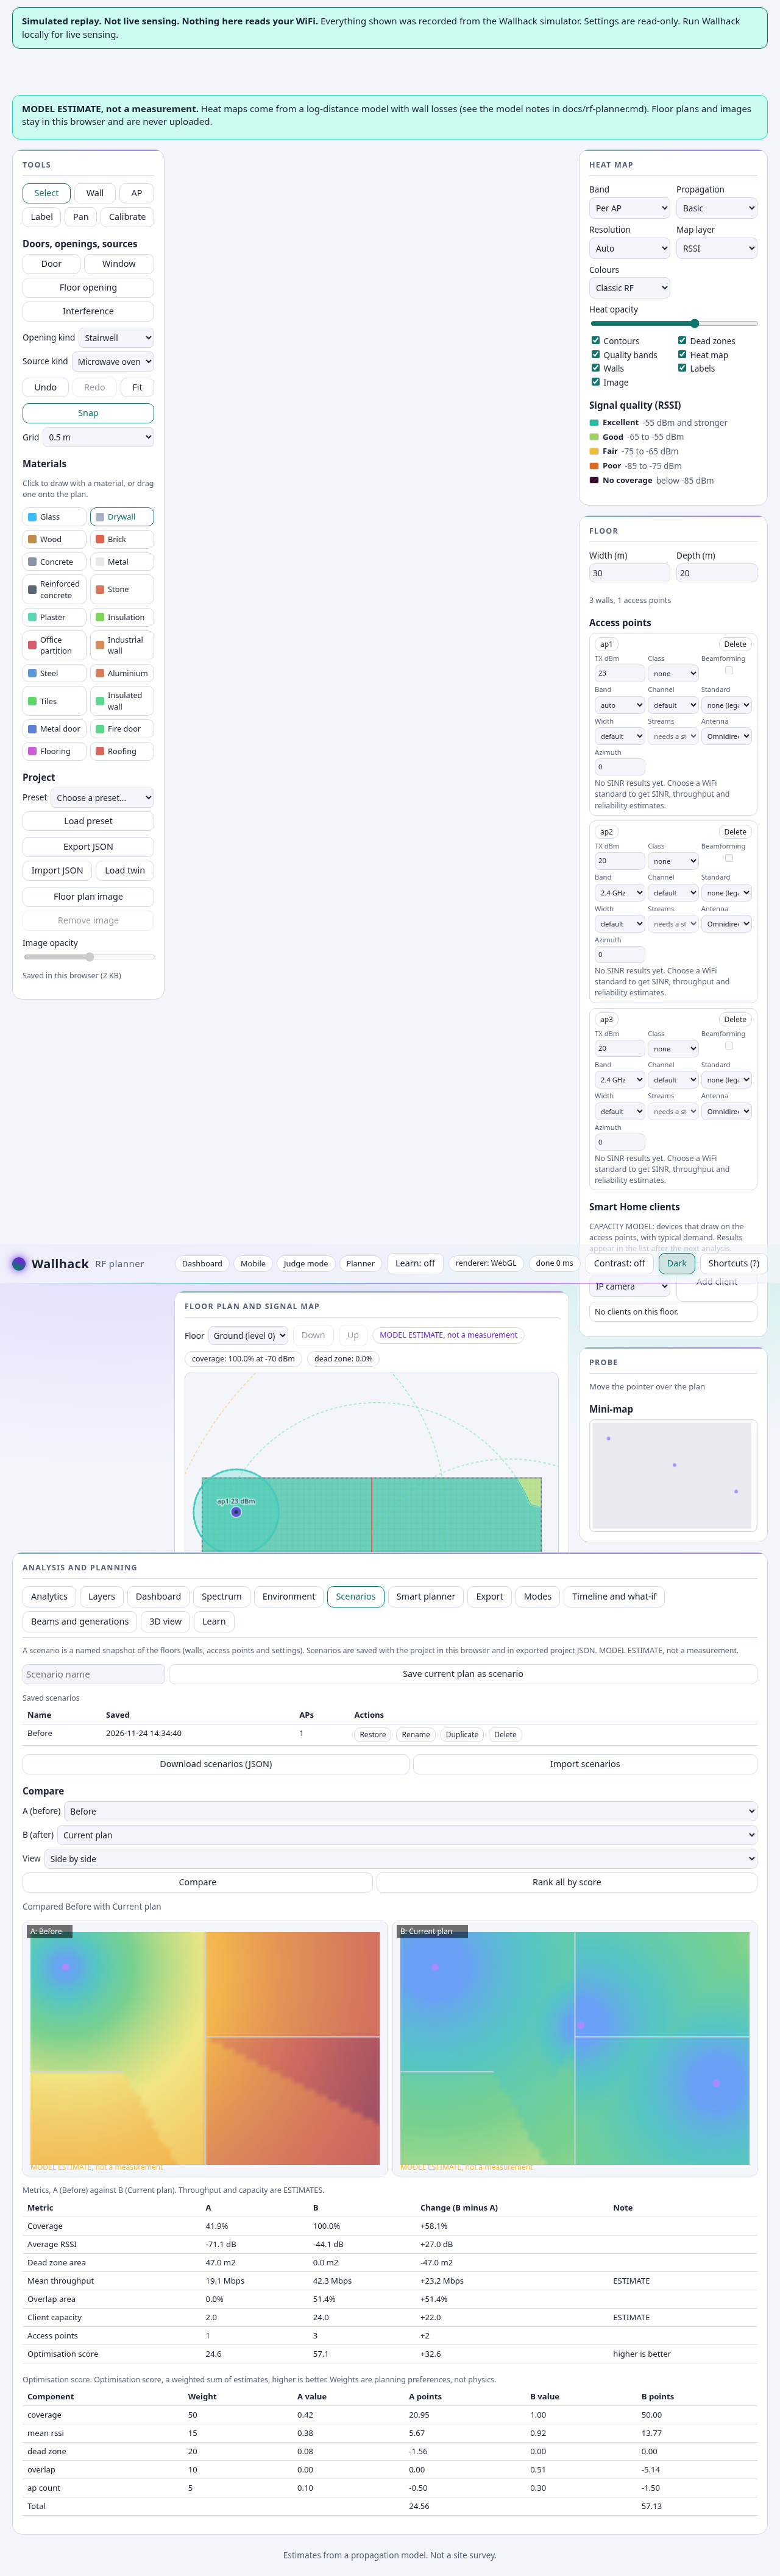 Simulated replay. Not live sensing. Nothing here reads your WiFi. Everything shown was recorded from the Wallhack simulator. Settings are read-only. Run Wallhack
locally for live sensing.
MODEL ESTIMATE, not a measurement. Heat maps come from a log-distance model with wall losses (see the model notes in docs/rf-planner.md). Floor plans and images
stay in this browser and are never uploaded.
TOOLS
Select Wall AP
Label Pan Calibrate
Doors, openings, sources
Door Window
Floor opening
Interference
Opening kind Stairwell
Source kind Microwave oven
Undo Redo Fit
Snap
Grid 0.5 m
Materials
Click to draw with a material, or drag
one onto the plan.
Glass Drywall
Wood Brick
Concrete Metal
Reinforced
concrete
Stone
Plaster Insulation
Office
partition
Industrial
wall
Steel Aluminium
Tiles
Insulated
wall
Metal door Fire door
Flooring Roofing
Project
Preset Choose a preset...
Load preset
Export JSON
Import JSON Load twin
Floor plan image
Remove image
Image opacity
Saved in this browser (2 KB)
HEAT MAP
Band Propagation
Per AP Basic
Resolution Map layer
Auto RSSI
Colours
Classic RF
Heat opacity
Contours Dead zones
Quality bands Heat map
Walls Labels
Image
Signal quality (RSSI)
Excellent -55 dBm and stronger
Good -65 to -55 dBm
Fair -75 to -65 dBm
Poor -85 to -75 dBm
No coverage below -85 dBm
FLOOR
Width (m) Depth (m)
30 20
3 walls, 1 access points
Access points
ap1 Delete
TX dBm Class Beamforming
23 none
Band Channel Standard
auto default none (lega
Width Streams Antenna
default needs a st Omnidirec
Azimuth
0
No SINR results yet. Choose a WiFi
standard to get SINR, throughput and
reliability estimates.
ap2 Delete
TX dBm Class Beamforming
20 none
Band Channel Standard
2.4 GHz default none (lega
Width Streams Antenna
default needs a st Omnidirec
Azimuth
0
No SINR results yet. Choose a WiFi
standard to get SINR, throughput and
reliability estimates.
ap3 Delete
TX dBm Class Beamforming
20 none
Band Channel Standard
2.4 GHz default none (lega
Width Streams Antenna
default needs a st Omnidirec
Azimuth
0
No SINR results yet. Choose a WiFi
standard to get SINR, throughput and
reliability estimates.
Smart Home clients
CAPACITY MODEL: devices that draw on the
access points, with typical demand. Results
appear in the list after the next analysis.
Wallhack RF planner Dashboard Mobile Judge mode Planner Learn: off renderer: WebGL done 0 ms Contrast: off Dark Shortcuts (?)
IP camera Add client
No clients on this floor.
FLOOR PLAN AND SIGNAL MAP
Floor Ground (level 0) Down Up MODEL ESTIMATE, not a measurement
coverage: 100.0% at -70 dBm dead zone: 0.0%
ap1 23 dBm
PROBE
Move the pointer over the plan
Mini-map
ANALYSIS AND PLANNING
Analytics Layers Dashboard Spectrum Environment Scenarios Smart planner Export Modes Timeline and what-if
Beams and generations 3D view Learn
A scenario is a named snapshot of the floors (walls, access points and settings). Scenarios are saved with the project in this browser and in exported project JSON. MODEL ESTIMATE, not a measurement.
Scenario name Save current plan as scenario
Saved scenarios
Name Saved APs Actions
Before 2026-11-24 14:34:40 1 Restore Rename Duplicate Delete
Download scenarios (JSON) Import scenarios
Compare
A (before) Before
B (after) Current plan
View Side by side
Compare Rank all by score
Compared Before with Current plan
A: Before B: Current plan
MODEL ESTIMATE, not a measurement MODEL ESTIMATE, not a measurement
Metrics, A (Before) against B (Current plan). Throughput and capacity are ESTIMATES.
Metric A B Change (B minus A) Note
Coverage 41.9% 100.0% +58.1%
Average RSSI -71.1 dB -44.1 dB +27.0 dB
Dead zone area 47.0 m2 0.0 m2 -47.0 m2
Mean throughput 19.1 Mbps 42.3 Mbps +23.2 Mbps ESTIMATE
Overlap area 0.0% 51.4% +51.4%
Client capacity 2.0 24.0 +22.0 ESTIMATE
Access points 1 3 +2
Optimisation score 24.6 57.1 +32.6 higher is better
Optimisation score. Optimisation score, a weighted sum of estimates, higher is better. Weights are planning preferences, not physics.
Component Weight A value A points B value B points
coverage 50 0.42 20.95 1.00 50.00
mean rssi 15 0.38 5.67 0.92 13.77
dead zone 20 0.08 -1.56 0.00 0.00
overlap 10 0.00 0.00 0.51 -5.14
ap count 5 0.10 -0.50 0.30 -1.50
Total 24.56 57.13
Estimates from a propagation model. Not a site survey.